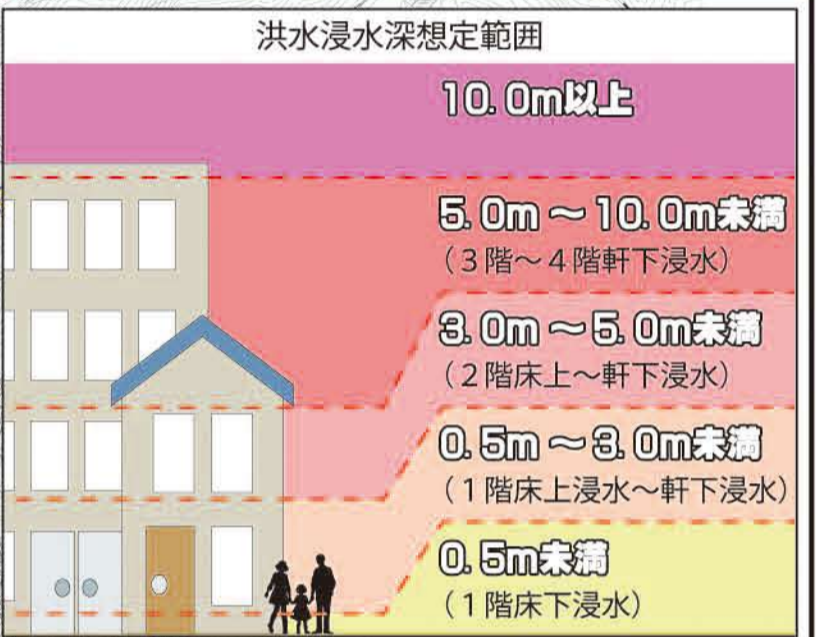 洪水浸水深想定範囲
10.0m以上
5.0m～10.0m未満
（３階～４階軒下浸水）
3.0m～5.0m未満
（２階床上～軒下浸水）
0.5m～3.0m未満
（１階床上浸水～軒下浸水）
0.5m未満
（１階床下浸水）